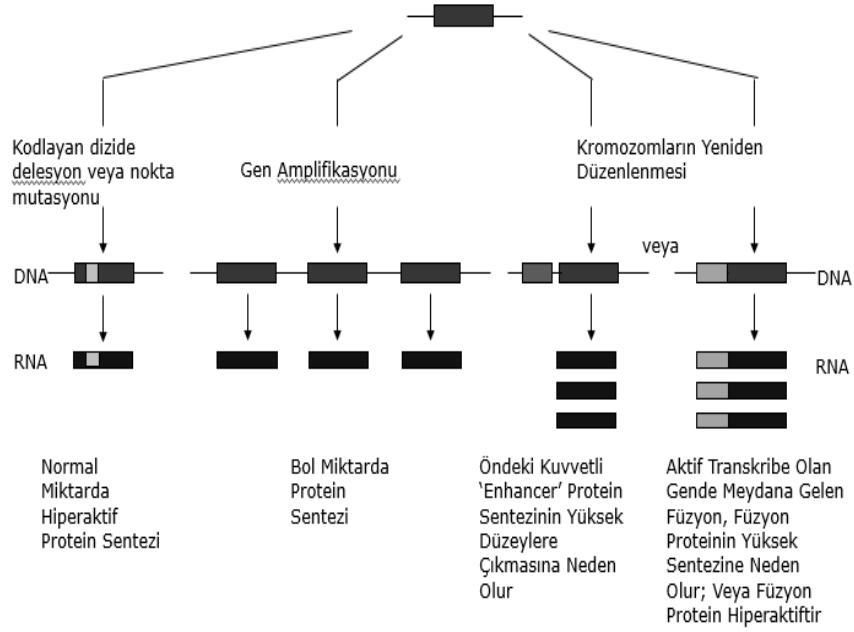 Kodlayan dizide
delesyon veya nokta
mutasyonu
Gen Amplifikasyonu
Kromozomların Yeniden
Düzenlenmesi
veya
DNA
DNA
RNA
RNA
Normal
Miktarda
Hiperaktif
Protein Sentezi
Bol Miktarda
Protein
Sentezi
Öndeki Kuvvetli
‘Enhancer’ Protein
Sentezinin Yüksek
Düzeylere
Çıkmasına Neden
Olur
Aktif Transkribe Olan
Gende Meydana Gelen
Füzyon, Füzyon
Proteinin Yüksek
Sentezine Neden
Olur; Veya Füzyon
Protein Hiperaktiftir